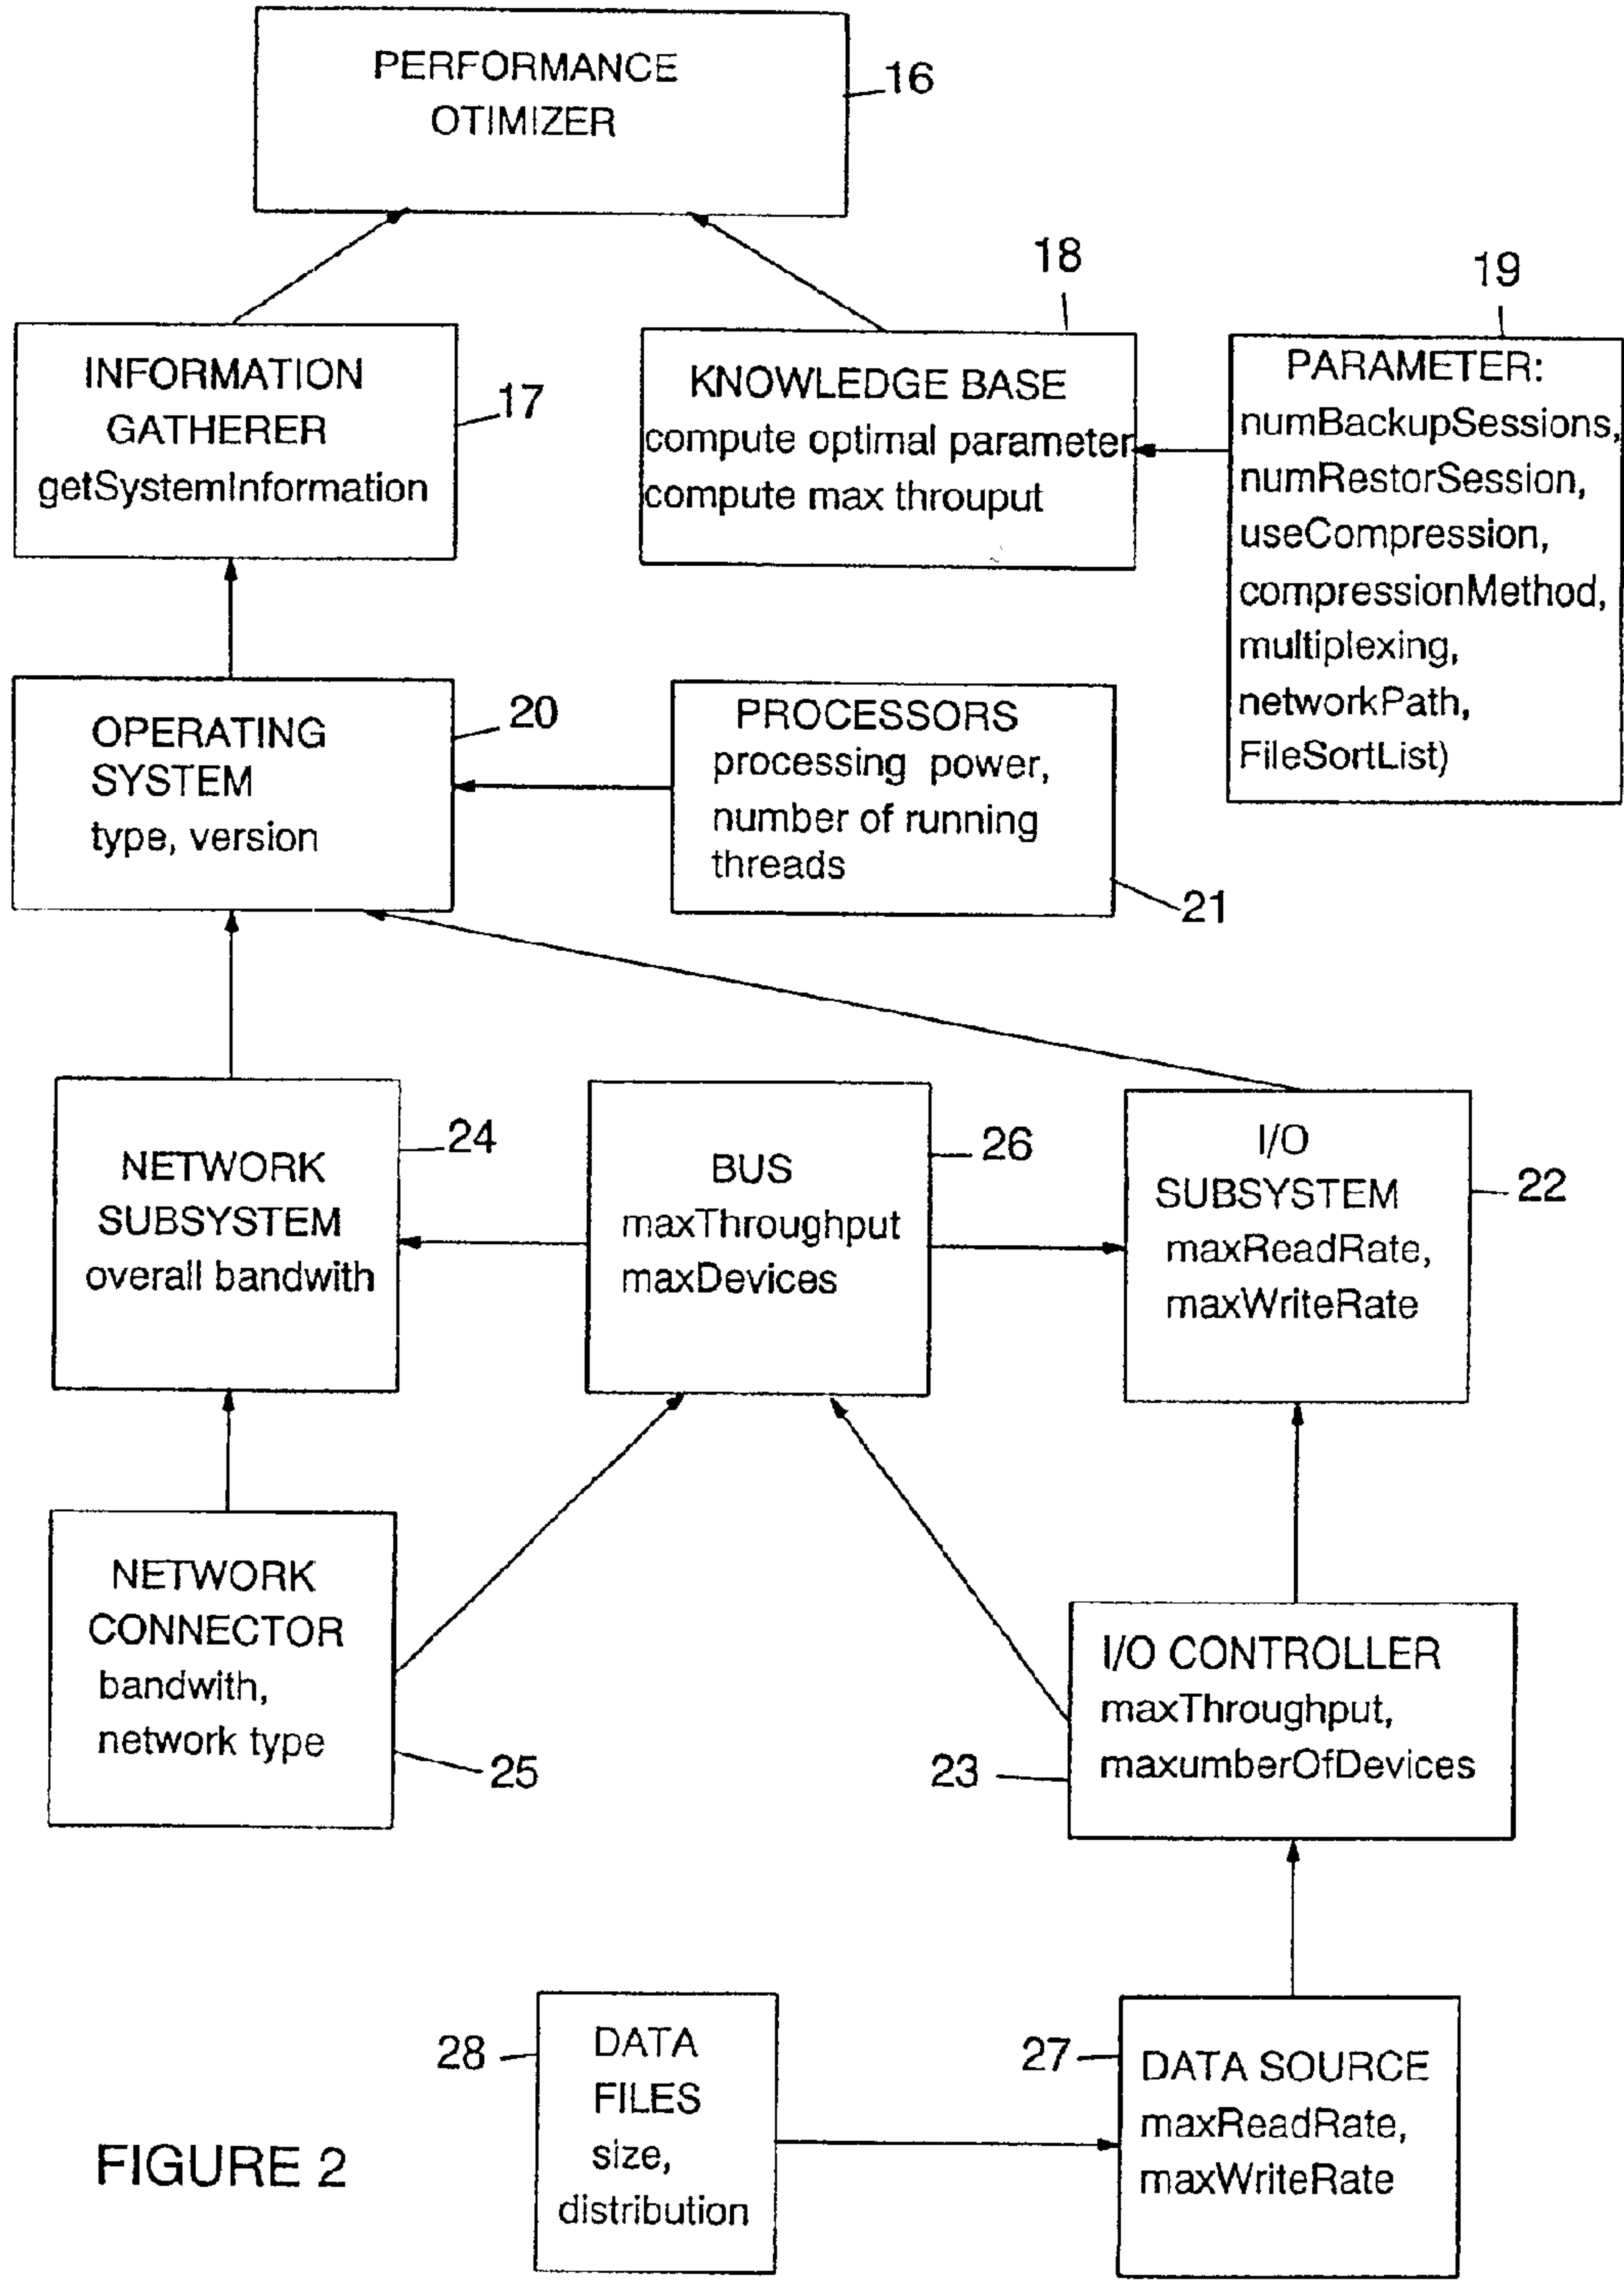 PERFORMANCE
OTIMIZER
16
18
19
INFORMATION
GATHERER
getSystemInformation
17
KNOWLEDGE BASE
compute optimal parameter
compute max throuput
PARAMETER:
numBackupSessions,
numRestorSession,
useCompression,
compressionMethod,
multiplexing,
networkPath,
FileSortList)
OPERATING
SYSTEM
type, version
20
PROCESSORS
processing power,
number of running
threads
21
NETWORK
SUBSYSTEM
overall bandwith
24
BUS
maxThroughput
maxDevices
26
I/O
SUBSYSTEM
maxReadRate,
maxWriteRate
22
NETWORK
CONNECTOR
bandwith,
network type
25
I/O CONTROLLER
maxThroughput,
maxumberOfDevices
23
28
DATA
FILES
size,
distribution
27
DATA SOURCE
maxReadRate,
maxWriteRate
FIGURE 2